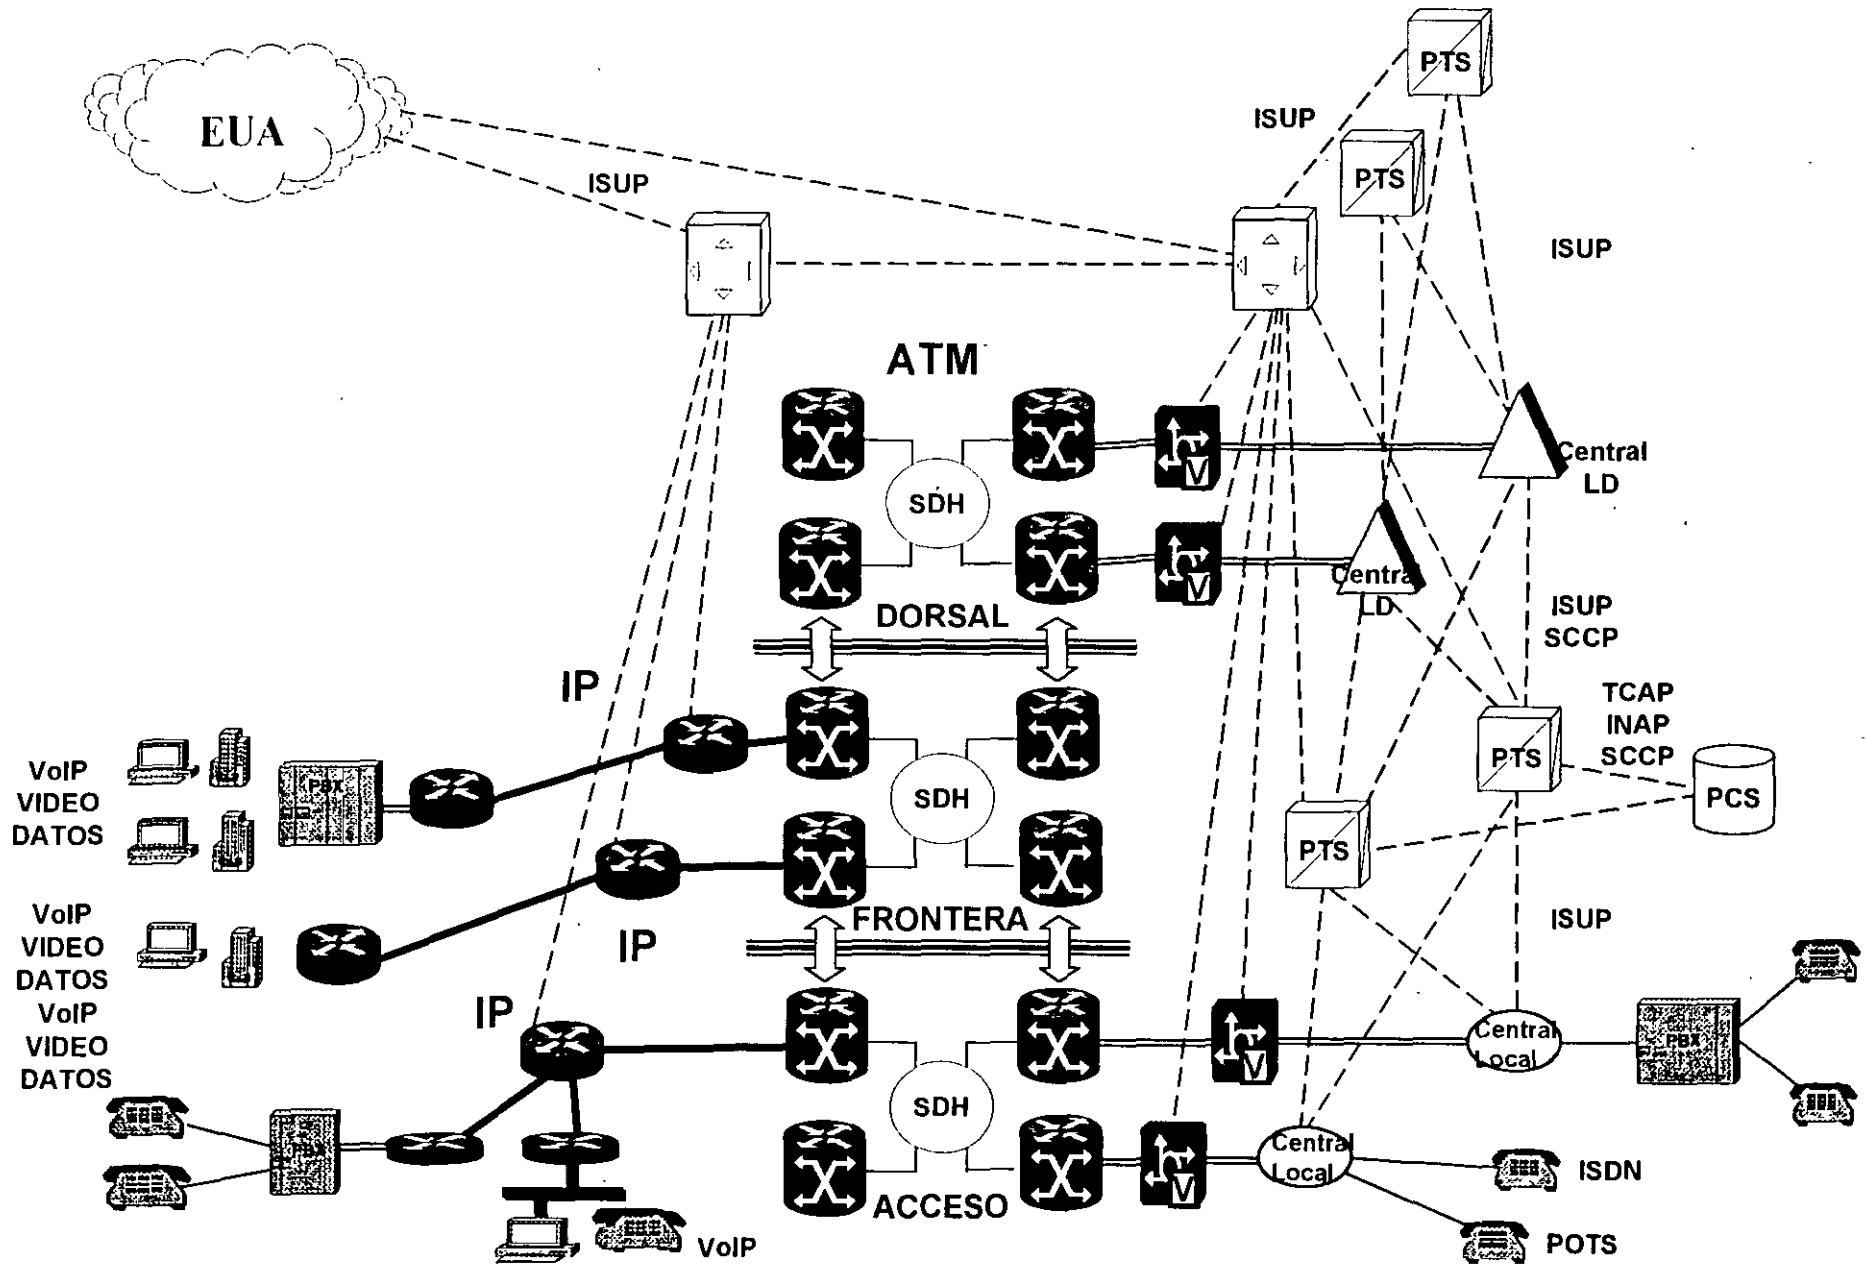 PTS
EUA
ISUP
PTS
ISUP
ISUP
ATM
Central
LD
SDH
Central
LD
DORSAL
ISUP
SCCP
IP
TCAP
INAP
SCCP
PTS
VoIP
VIDEO
DATOS
PBX
SDH
PCS
PTS
VoIP
VIDEO
DATOS
FRONTERA
IP
ISUP
VoIP
VIDEO
DATOS
IP
Central
Local
PBX
SDH
PBX
Central
Local
ISDN
ACCESO
VoIP
POTS
V
V
V
V